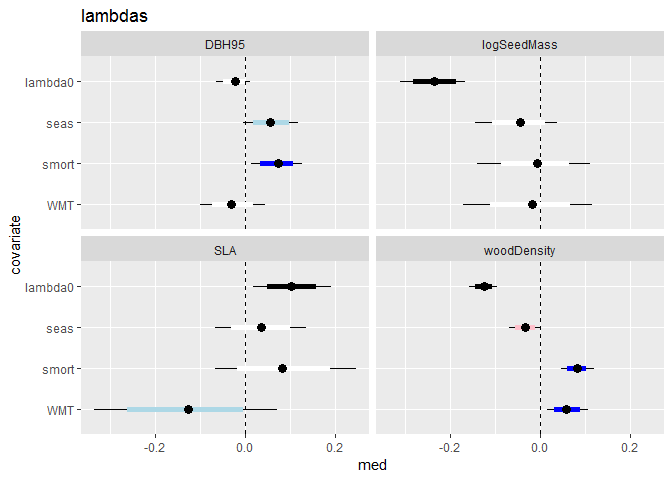 lambdas
DBH95
logSeedMass
lambda0
seas
smort
WMT
covariate
SLA
woodDensity
lambda0
seas
smort
WMT
-0.2 0.0 0.2 -0.2 0.0 0.2
med